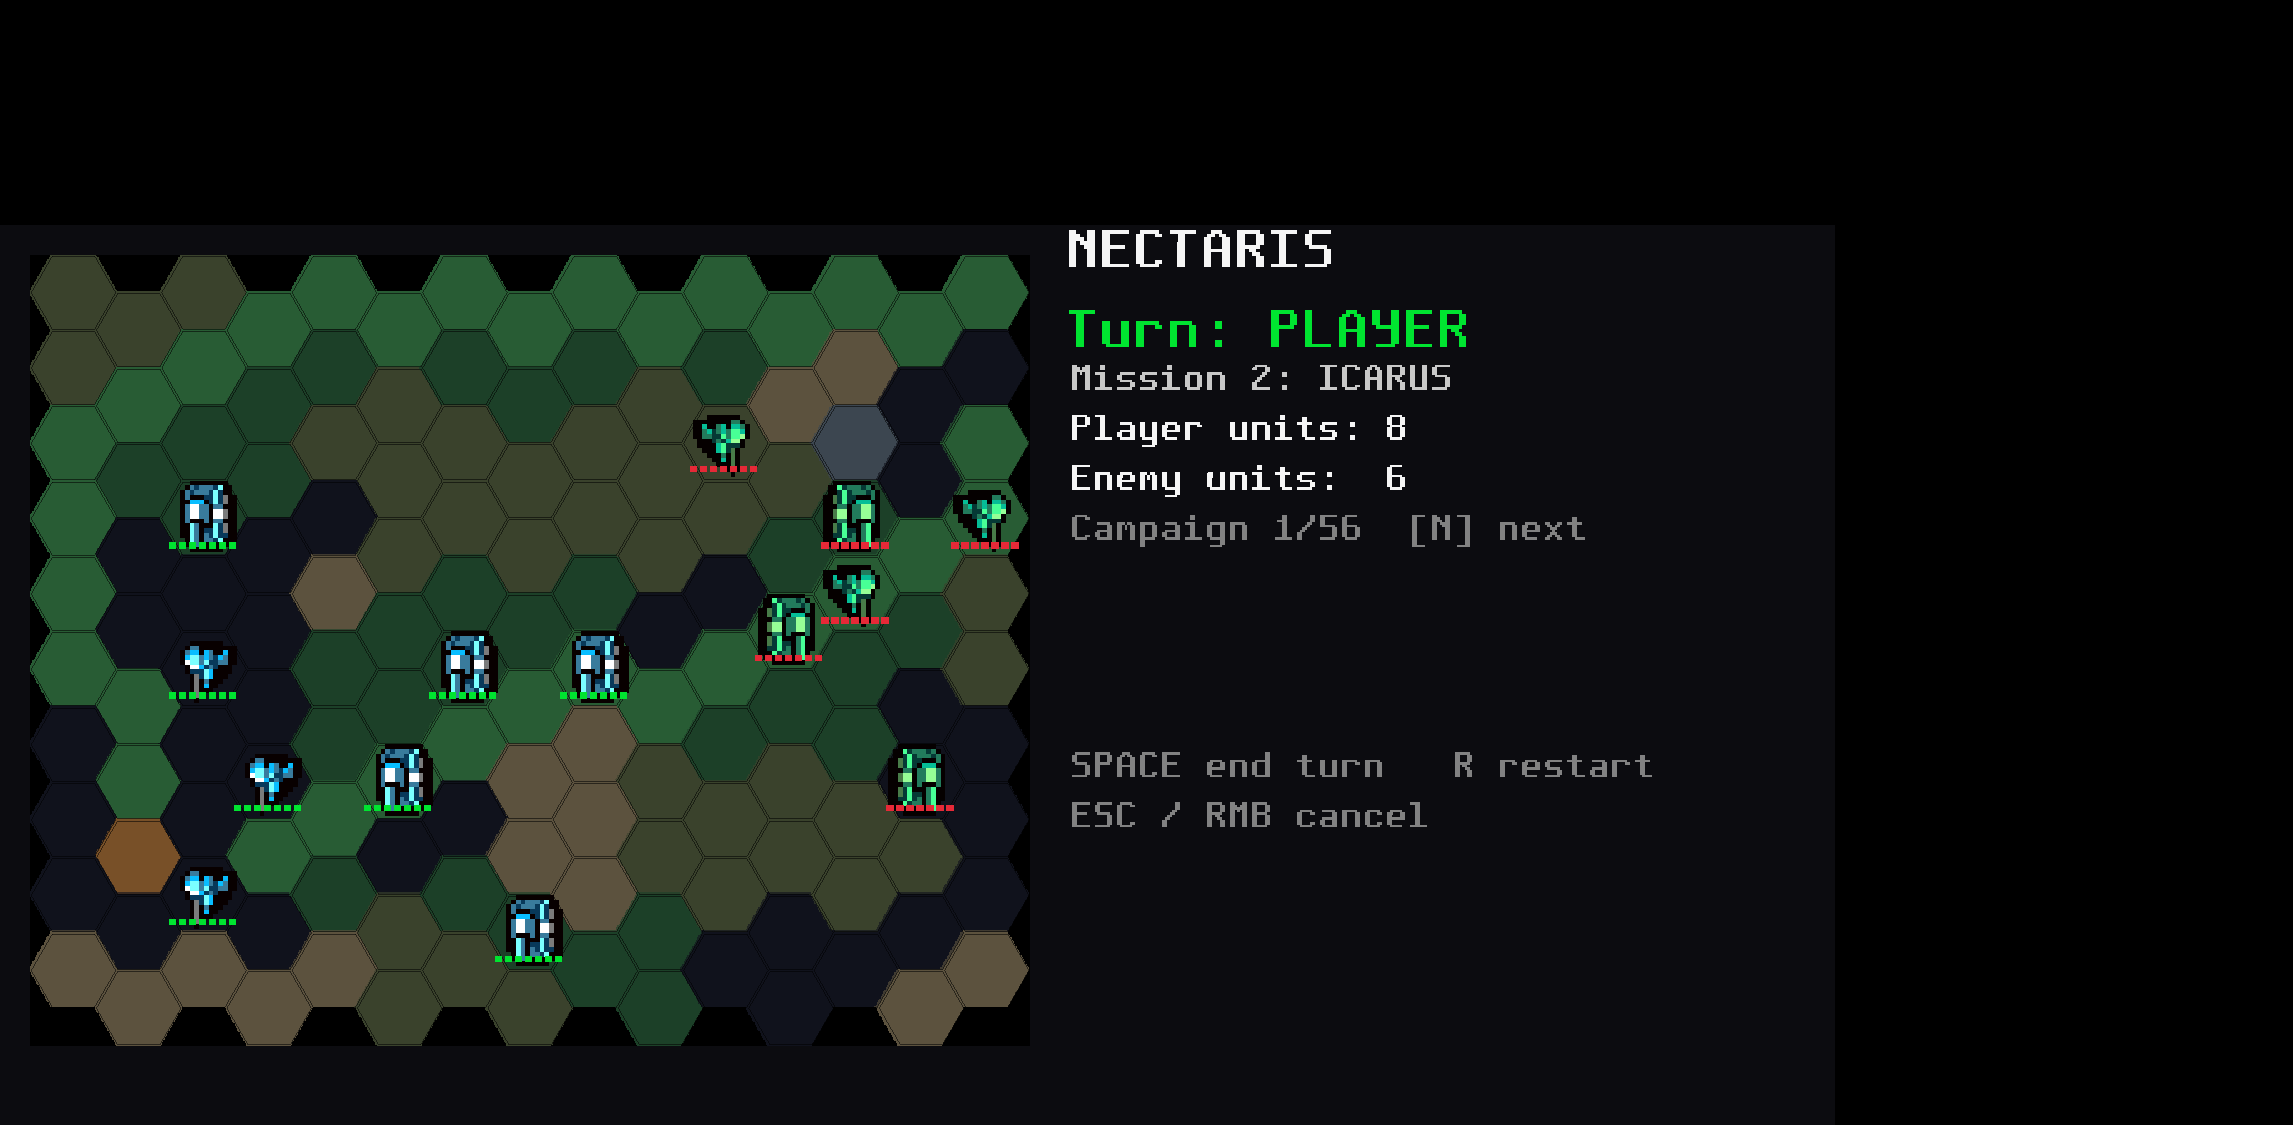 NECTARIS
Turn: PLAYER
Mission 2: ICARUS
Player units: 8
Enemy units:  6
Campaign 1/56  [N] next
SPACE end turn   R restart
ESC / RMB cancel